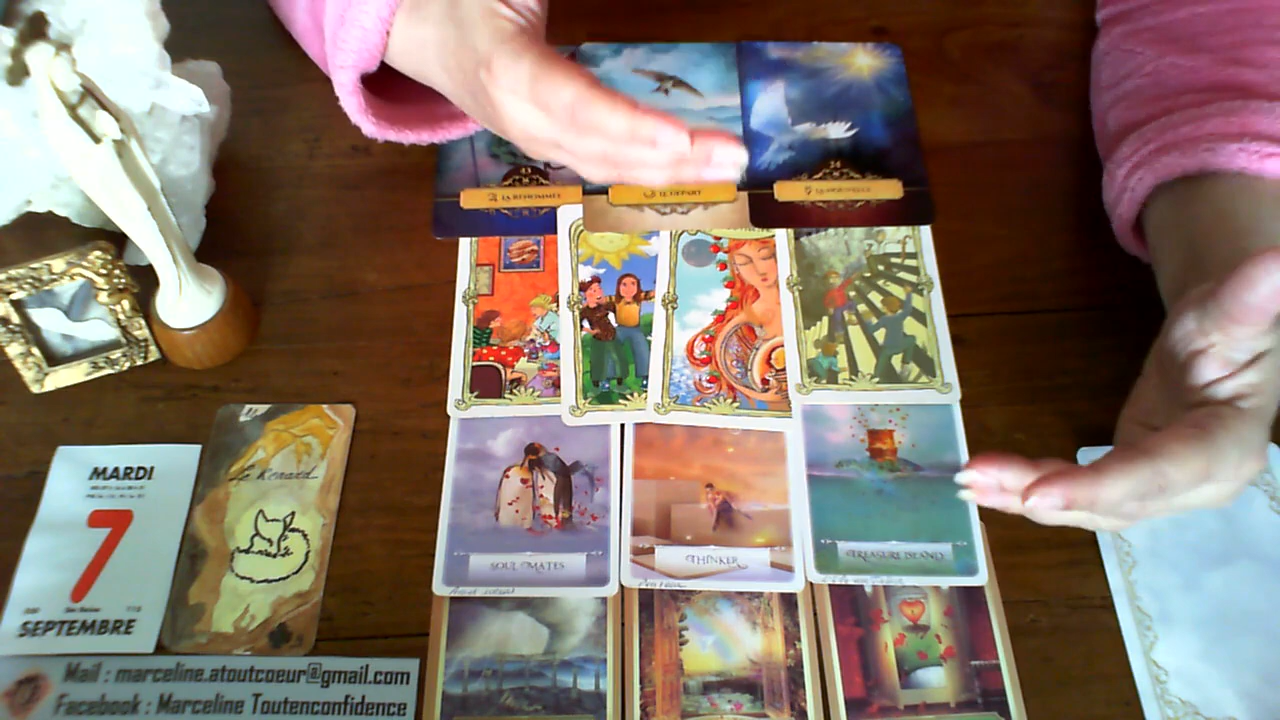 LA RENOMMÉE
LE DÉPART
24
MARDI
7
SEPTEMBRE
Le Renard
SOUL MATES
THINKER
TREASURE ISLAND
Mail : marceline.atoutcoeur@gmail.com
Facebook : Marceline Toutenconfidence